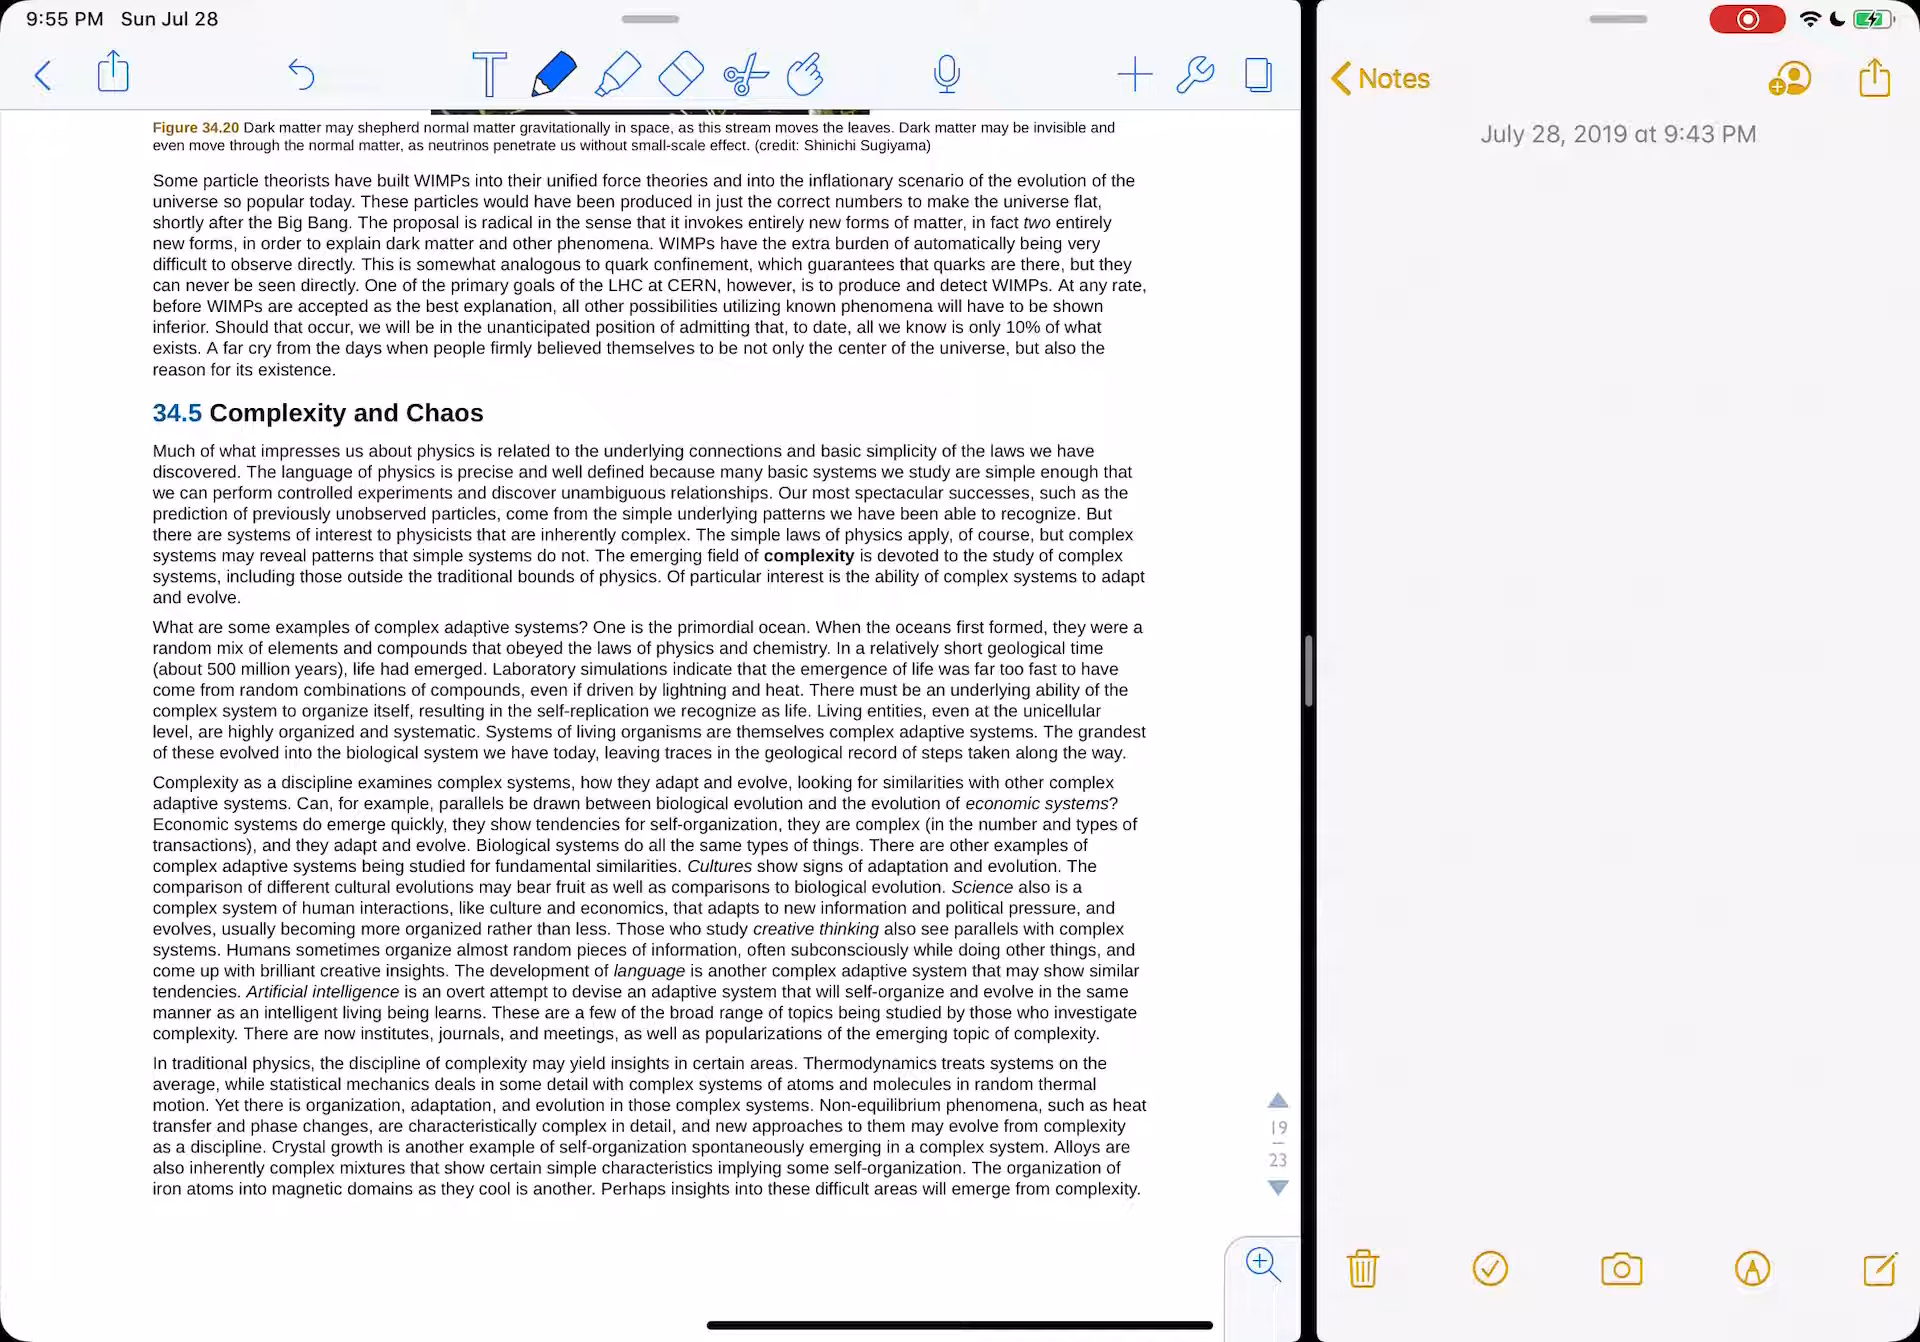 9:55 PM Sun Jul 28
Notes
July 28, 2019 at 9:43 PM
Figure 34.20 Dark matter may shepherd normal matter gravitationally in space, as this stream moves the leaves. Dark matter may be invisible and
even move through the normal matter, as neutrinos penetrate us without small-scale effect. (credit: Shinichi Sugiyama)
Some particle theorists have built WIMPs into their unified force theories and into the inflationary scenario of the evolution of the
universe so popular today. These particles would have been produced in just the correct numbers to make the universe flat,
shortly after the Big Bang. The proposal is radical in the sense that it invokes entirely new forms of matter, in fact two entirely
new forms, in order to explain dark matter and other phenomena. WIMPs have the extra burden of automatically being very
difficult to observe directly. This is somewhat analogous to quark confinement, which guarantees that quarks are there, but they
can never be seen directly. One of the primary goals of the LHC at CERN, however, is to produce and detect WIMPs. At any rate,
before WIMPs are accepted as the best explanation, all other possibilities utilizing known phenomena will have to be shown
inferior. Should that occur, we will be in the unanticipated position of admitting that, to date, all we know is only 10% of what
exists. A far cry from the days when people firmly believed themselves to be not only the center of the universe, but also the
reason for its existence.
34.5 Complexity and Chaos
Much of what impresses us about physics is related to the underlying connections and basic simplicity of the laws we have
discovered. The language of physics is precise and well defined because many basic systems we study are simple enough that
we can perform controlled experiments and discover unambiguous relationships. Our most spectacular successes, such as the
prediction of previously unobserved particles, come from the simple underlying patterns we have been able to recognize. But
there are systems of interest to physicists that are inherently complex. The simple laws of physics apply, of course, but complex
systems may reveal patterns that simple systems do not. The emerging field of complexity is devoted to the study of complex
systems, including those outside the traditional bounds of physics. Of particular interest is the ability of complex systems to adapt
and evolve.
What are some examples of complex adaptive systems? One is the primordial ocean. When the oceans first formed, they were a
random mix of elements and compounds that obeyed the laws of physics and chemistry. In a relatively short geological time
(about 500 million years), life had emerged. Laboratory simulations indicate that the emergence of life was far too fast to have
come from random combinations of compounds, even if driven by lightning and heat. There must be an underlying ability of the
complex system to organize itself, resulting in the self-replication we recognize as life. Living entities, even at the unicellular
level, are highly organized and systematic. Systems of living organisms are themselves complex adaptive systems. The grandest
of these evolved into the biological system we have today, leaving traces in the geological record of steps taken along the way.
Complexity as a discipline examines complex systems, how they adapt and evolve, looking for similarities with other complex
adaptive systems. Can, for example, parallels be drawn between biological evolution and the evolution of economic systems?
Economic systems do emerge quickly, they show tendencies for self-organization, they are complex (in the number and types of
transactions), and they adapt and evolve. Biological systems do all the same types of things. There are other examples of
complex adaptive systems being studied for fundamental similarities. Cultures show signs of adaptation and evolution. The
comparison of different cultural evolutions may bear fruit as well as comparisons to biological evolution. Science also is a
complex system of human interactions, like culture and economics, that adapts to new information and political pressure, and
evolves, usually becoming more organized rather than less. Those who study creative thinking also see parallels with complex
systems. Humans sometimes organize almost random pieces of information, often subconsciously while doing other things, and
come up with brilliant creative insights. The development of language is another complex adaptive system that may show similar
tendencies. Artificial intelligence is an overt attempt to devise an adaptive system that will self-organize and evolve in the same
manner as an intelligent living being learns. These are a few of the broad range of topics being studied by those who investigate
complexity. There are now institutes, journals, and meetings, as well as popularizations of the emerging topic of complexity.
In traditional physics, the discipline of complexity may yield insights in certain areas. Thermodynamics treats systems on the
average, while statistical mechanics deals in some detail with complex systems of atoms and molecules in random thermal
motion. Yet there is organization, adaptation, and evolution in those complex systems. Non-equilibrium phenomena, such as heat
transfer and phase changes, are characteristically complex in detail, and new approaches to them may evolve from complexity
as a discipline. Crystal growth is another example of self-organization spontaneously emerging in a complex system. Alloys are
also inherently complex mixtures that show certain simple characteristics implying some self-organization. The organization of
iron atoms into magnetic domains as they cool is another. Perhaps insights into these difficult areas will emerge from complexity.
19
23